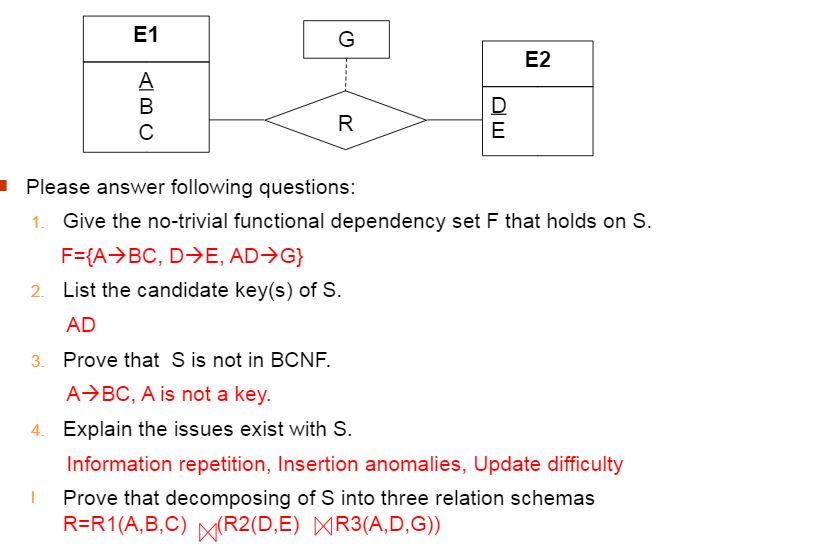 E1
G
E2
A
B
C
R
D
E
Please answer following questions:
1. Give the no-trivial functional dependency set F that holds on S.
F={A→BC, D→E, AD→G}
2. List the candidate key(s) of S.
AD
3. Prove that S is not in BCNF.
A→BC, A is not a key.
4. Explain the issues exist with S.
Information repetition, Insertion anomalies, Update difficulty
l Prove that decomposing of S into three relation schemas
R=R1(A,B,C) ⋈(R2(D,E) ⋈R3(A,D,G))